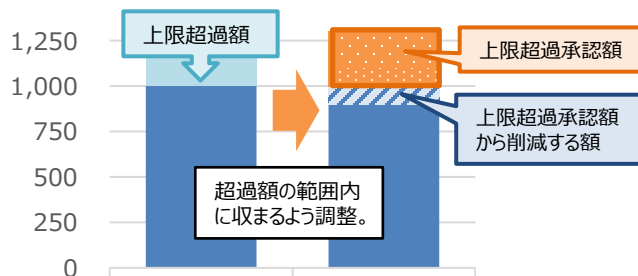 1,250
1,000
750
500
250
0
上限超過額
上限超過承認額
上限超過承認額
から削減する額
超過額の範囲内
に収まるよう調整。